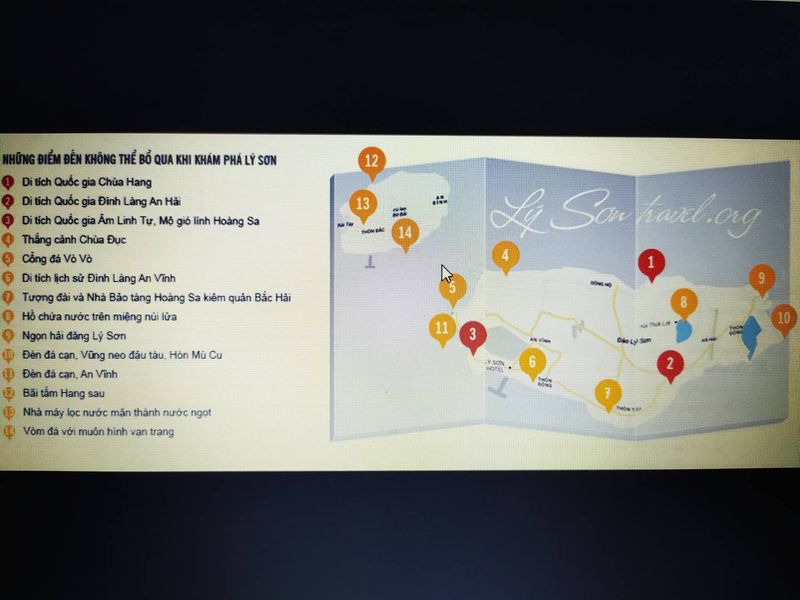 NHỮNG ĐIỂM ĐẾN KHÔNG THỂ BỎ QUA KHI KHÁM PHÁ LÝ SƠN
1 Di tích Quốc gia Chùa Hang
2 Di tích Quốc gia Đình Làng An Hải
3 Di tích Quốc gia Âm Linh Tự, Mộ gió lính Hoàng Sa
4 Thắng cảnh Chùa Đục
5 Cổng đá Vò Vò
6 Di tích lịch sử Đình Làng An Vĩnh
7 Tượng đài và Nhà Bảo tàng Hoàng Sa kiêm quản Bắc Hải
8 Hồ chứa nước trên miệng núi lửa
9 Ngọn hải đăng Lý Sơn
10 Đèn đá cạn, Vũng neo đậu tàu, Hòn Mù Cu
11 Đèn đá cạn, An Vĩnh
12 Bãi tắm Hang sau
13 Nhà máy lọc nước mặn thành nước ngọt
14 Vòm đá với muôn hình vạn trạng
Lý Sơn travel.org
12
13
14
AN BÌNH
THÔN BẮC
4
5
11
3
1
8
9
10
ĐỒNG HỘ
Thới Lới
Đảo Lý Sơn
AN HẢI
THÔN ĐÔNG
AN VĨNH
LÝ SƠN HOTEL
6
THÔN ĐÔNG
2
7
THÔN TÂY